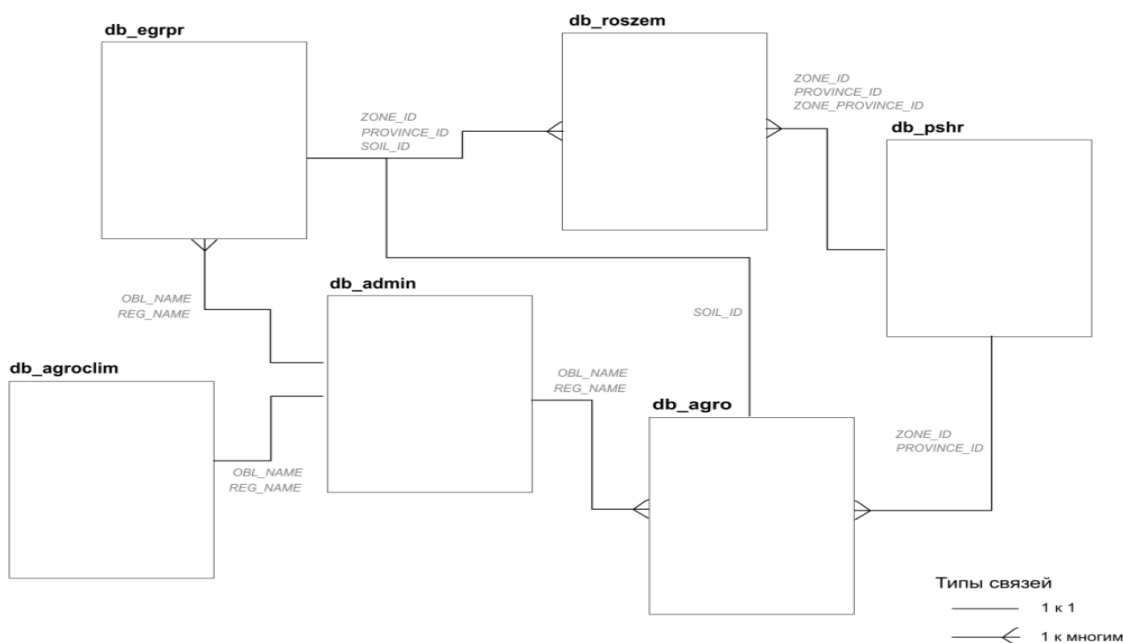 db_egrpr
db_roszem
ZONE_ID
PROVINCE_ID
SOIL_ID
ZONE_ID
PROVINCE_ID
ZONE_PROVINCE_ID
db_pshr
OBL_NAME
REG_NAME
db_admin
SOIL_ID
db_agroclim
OBL_NAME
REG_NAME
db_agro
OBL_NAME
REG_NAME
ZONE_ID
PROVINCE_ID
Типы связей
1 к 1
1 к многим